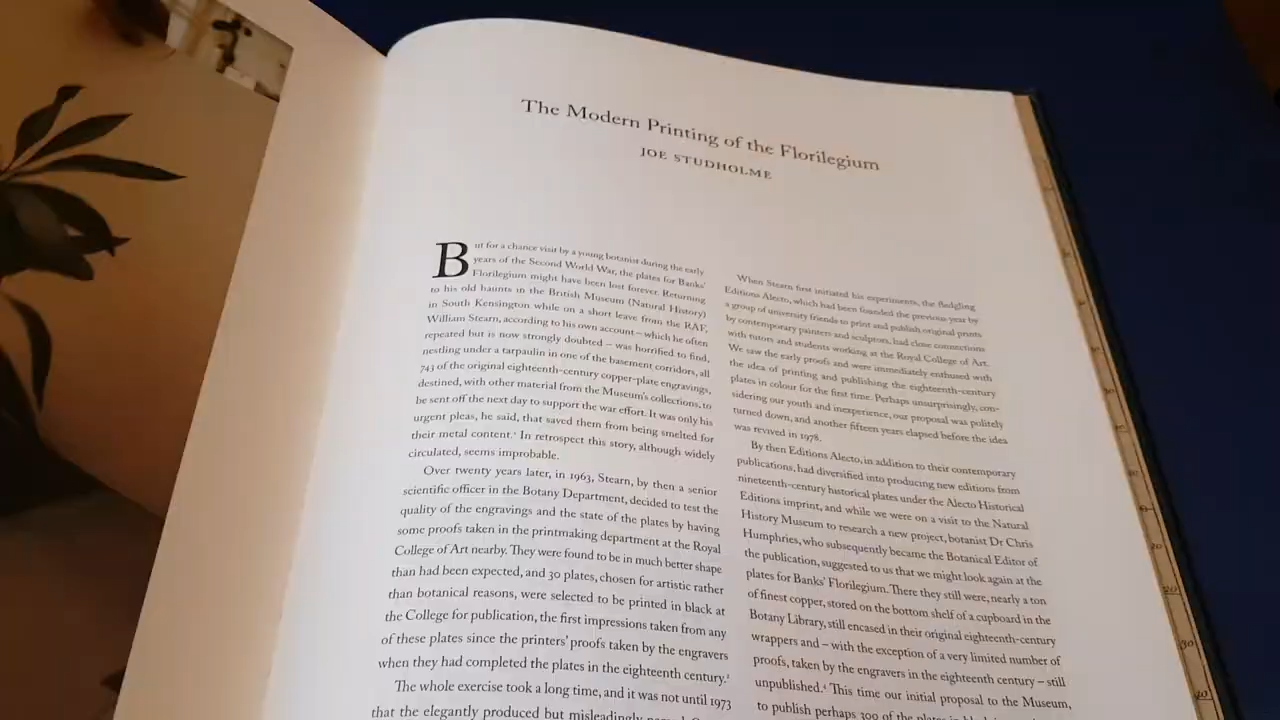 The Modern Printing of the Florilegium
JOE STUDHOLME
But for a chance visit by a young botanist during the early
years of the Second World War, the plates for Banks'
Florilegium might have been lost forever. Returning
to his old haunts in the British Museum (Natural History)
in South Kensington while on a short leave from the RAF,
William Stearn, according to his own account – which he often
repeated but is now strongly doubted – was horrified to find,
nestling under a tarpaulin in one of the basement corridors, all
743 of the original eighteenth-century copper-plate engravings,
destined, with other material from the Museum's collections, to
be sent off the next day to support the war effort. It was only his
urgent pleas, he said, that saved them from being smelted for
their metal content.¹ In retrospect this story, although widely
circulated, seems improbable.
Over twenty years later, in 1963, Stearn, by then a senior
scientific officer in the Botany Department, decided to test the
quality of the engravings and the state of the plates by having
some proofs taken in the printmaking department at the Royal
College of Art nearby. They were found to be in much better shape
than had been expected, and 30 plates, chosen for artistic rather
than botanical reasons, were selected to be printed in black at
the College for publication, the first impressions taken from any
of these plates since the printers' proofs taken by the engravers
when they had completed the plates in the eighteenth century.²
The whole exercise took a long time, and it was not until 1973
that the elegantly produced but misleadingly
When Stearn first initiated his experiments, the fledgling
Editions Alecto, which had been founded the previous year by
a group of university friends to print and publish original prints
by contemporary painters and sculptors, had close connections
with tutors and students working at the Royal College of Art.
We saw the early proofs and were immediately enthused with
the idea of printing and publishing the eighteenth-century
plates in colour for the first time. Perhaps unsurprisingly, con-
sidering our youth and inexperience, our proposal was politely
turned down, and another fifteen years elapsed before the idea
was revived in 1978.
By then Editions Alecto, in addition to their contemporary
publications, had diversified into producing new editions from
nineteenth-century historical plates under the Alecto Historical
Editions imprint, and while we were on a visit to the Natural
History Museum to research a new project, botanist Dr Chris
Humphries, who subsequently became the Botanical Editor of
the publication, suggested to us that we might look again at the
plates for Banks' Florilegium. There they still were, nearly a ton
of finest copper, stored on the bottom shelf of a cupboard in the
Botany Library, still encased in their original eighteenth-century
wrappers and – with the exception of a very limited number of
proofs, taken by the engravers in the eighteenth century – still
unpublished.⁴ This time our initial proposal to the Museum,
to publish perhaps 300 of the plates in